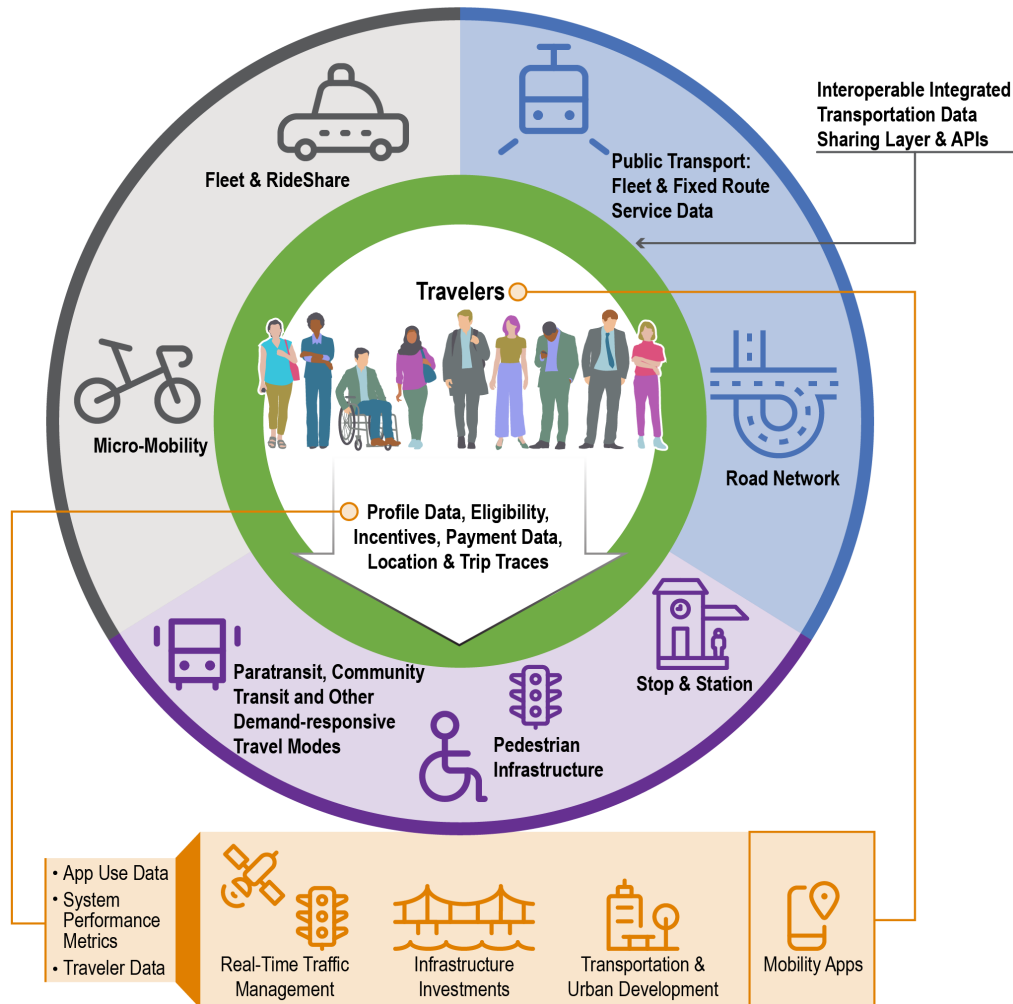 Interoperable Integrated
Transportation Data
Sharing Layer & APIs
Fleet & RideShare
Public Transport:
Fleet & Fixed Route
Service Data
Travelers
Micro-Mobility
Road Network
Profile Data, Eligibility,
Incentives, Payment Data,
Location & Trip Traces
Paratransit, Community
Transit and Other
Demand-responsive
Travel Modes
Stop & Station
Pedestrian
Infrastructure
• App Use Data
• System
Performance
Metrics
• Traveler Data
Real-Time Traffic
Management
Infrastructure
Investments
Transportation &
Urban Development
Mobility Apps